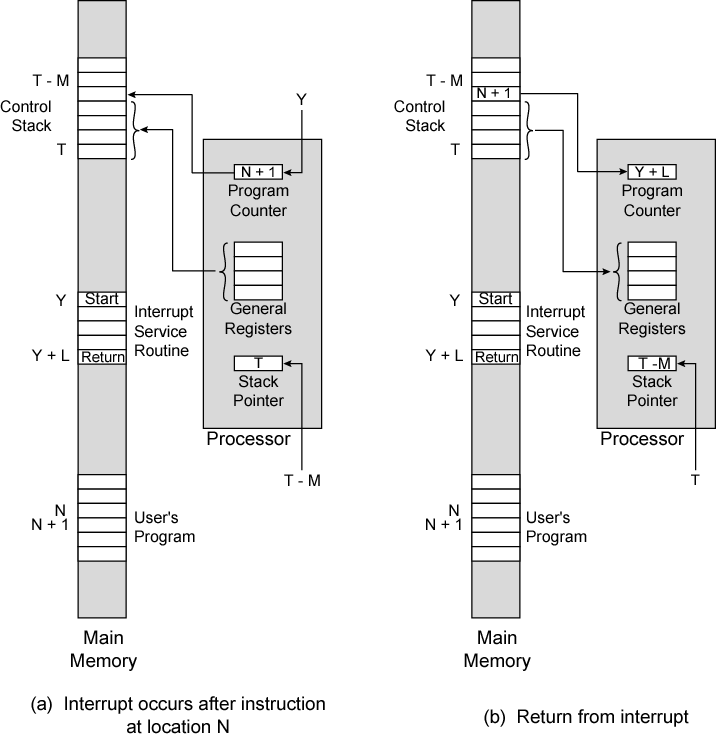 T - M
Control
Stack
T
Y
N + 1
Program
Counter
Y
Start
Interrupt
Service
Routine
General
Registers
Y + L
Return
T
Stack
Pointer
Processor
T - M
N
N + 1
User's
Program
Main
Memory
(a) Interrupt occurs after instruction
at location N
T - M
N + 1
Control
Stack
T
Y + L
Program
Counter
Y
Start
Interrupt
Service
Routine
General
Registers
Y + L
Return
T -M
Stack
Pointer
Processor
T
N
N + 1
User's
Program
Main
Memory
(b) Return from interrupt